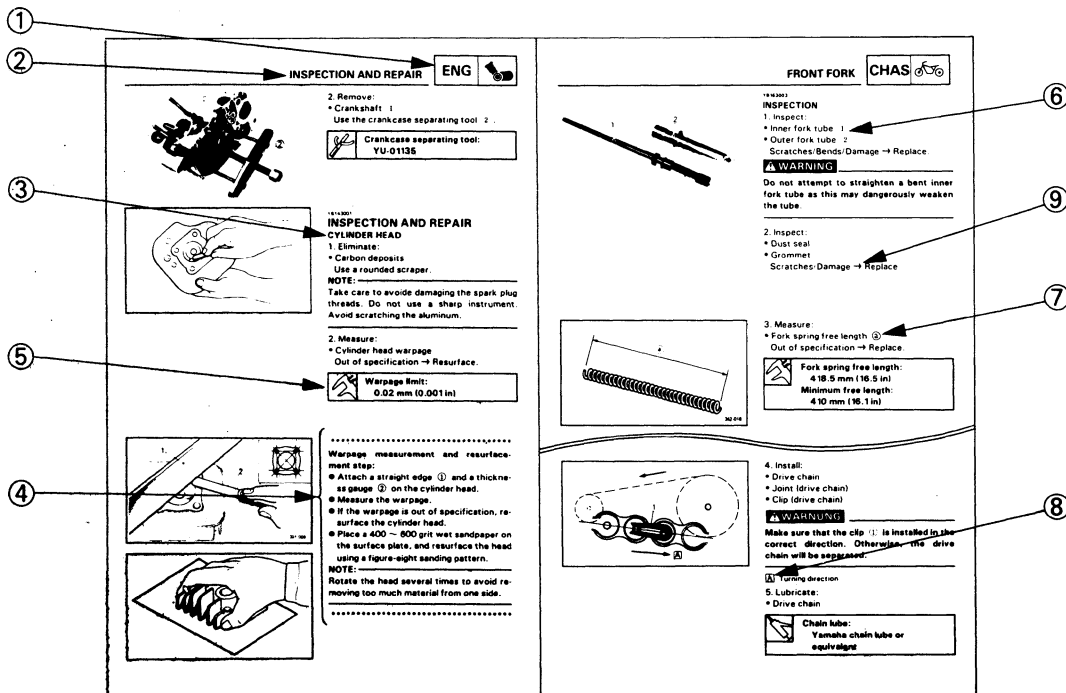 ①
②
③
⑤
④
INSPECTION AND REPAIR
ENG
2. Remove:
• Crankshaft 1
Use the crankcase separating tool 2.
Crankcase separating tool:
YU-01135
INSPECTION AND REPAIR
CYLINDER HEAD
1. Eliminate:
• Carbon deposits
Use a rounded scraper.
NOTE:
Take care to avoide damaging the spark plug
threads. Do not use a sharp instrument.
Avoid scratching the aluminum.
2. Measure:
• Cylinder head warpage
Out of specification → Resurface.
Warpage limit:
0.02 mm (0.001 in)
1.
2
Warpage measurement and resurface-
ment step:
● Attach a straight edge ① and a thickne-
ss gauge ② on the cylinder head.
● Measure the warpage.
● If the warpage is out of specification, re-
surface the cylinder head.
● Place a 400 ~ 600 grit wet sandpaper on
the surface plate, and resurface the head
using a figure-eight sanding pattern.
NOTE:
Rotate the head several times to avoid re-
moving too much material from one side.
FRONT FORK
CHAS
1
2
INSPECTION
1. Inspect:
• Inner fork tube 1
• Outer fork tube 2
Scratches/Bends/Damage → Replace.
WARNING
Do not attempt to straighten a bent inner
fork tube as this may dangerously weaken
the tube.
2. Inspect:
• Dust seal
• Grommet
Scratches·Damage → Replace
3. Measure:
• Fork spring free length ⓐ
Out of specification → Replace.
Fork spring free length:
418.5 mm (16.5 in)
Minimum free length:
410 mm (16.1 in)
4. Install:
• Drive chain
• Joint (drive chain)
• Clip (drive chain)
WARNUNG
Make sure that the clip ① is installed in the
correct direction. Otherwise, the drive
chain will be separated.
A
A Turning direction
5. Lubricate:
• Drive chain
Chain lube:
Yamaha chain lube or
equivalent
⑥
⑨
⑦
⑧